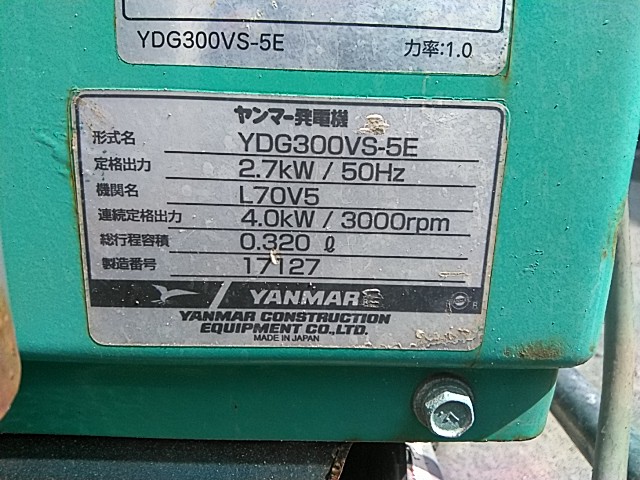 YDG300VS-5E 力率:1.0
ヤンマー発電機
形式名 YDG300VS-5E
定格出力 2.7kW / 50Hz
機関名 L70V5
連続定格出力 4.0kW / 3000rpm
総行程容積 0.320 ℓ
製造番号 17127
YANMAR
YANMAR CONSTRUCTION
EQUIPMENT CO.,LTD.
MADE IN JAPAN